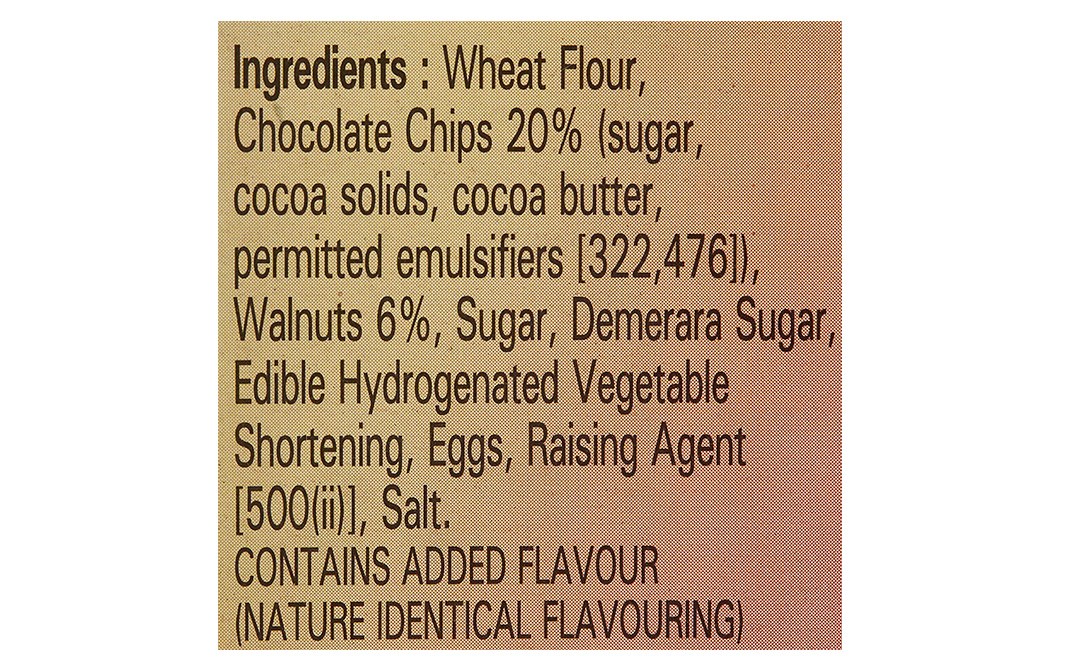 Ingredients : Wheat Flour,
Chocolate Chips 20% (sugar,
cocoa solids, cocoa butter,
permitted emulsifiers [322,476]),
Walnuts 6%, Sugar, Demerara Sugar,
Edible Hydrogenated Vegetable
Shortening, Eggs, Raising Agent
[500(ii)], Salt.
CONTAINS ADDED FLAVOUR
(NATURE IDENTICAL FLAVOURING)